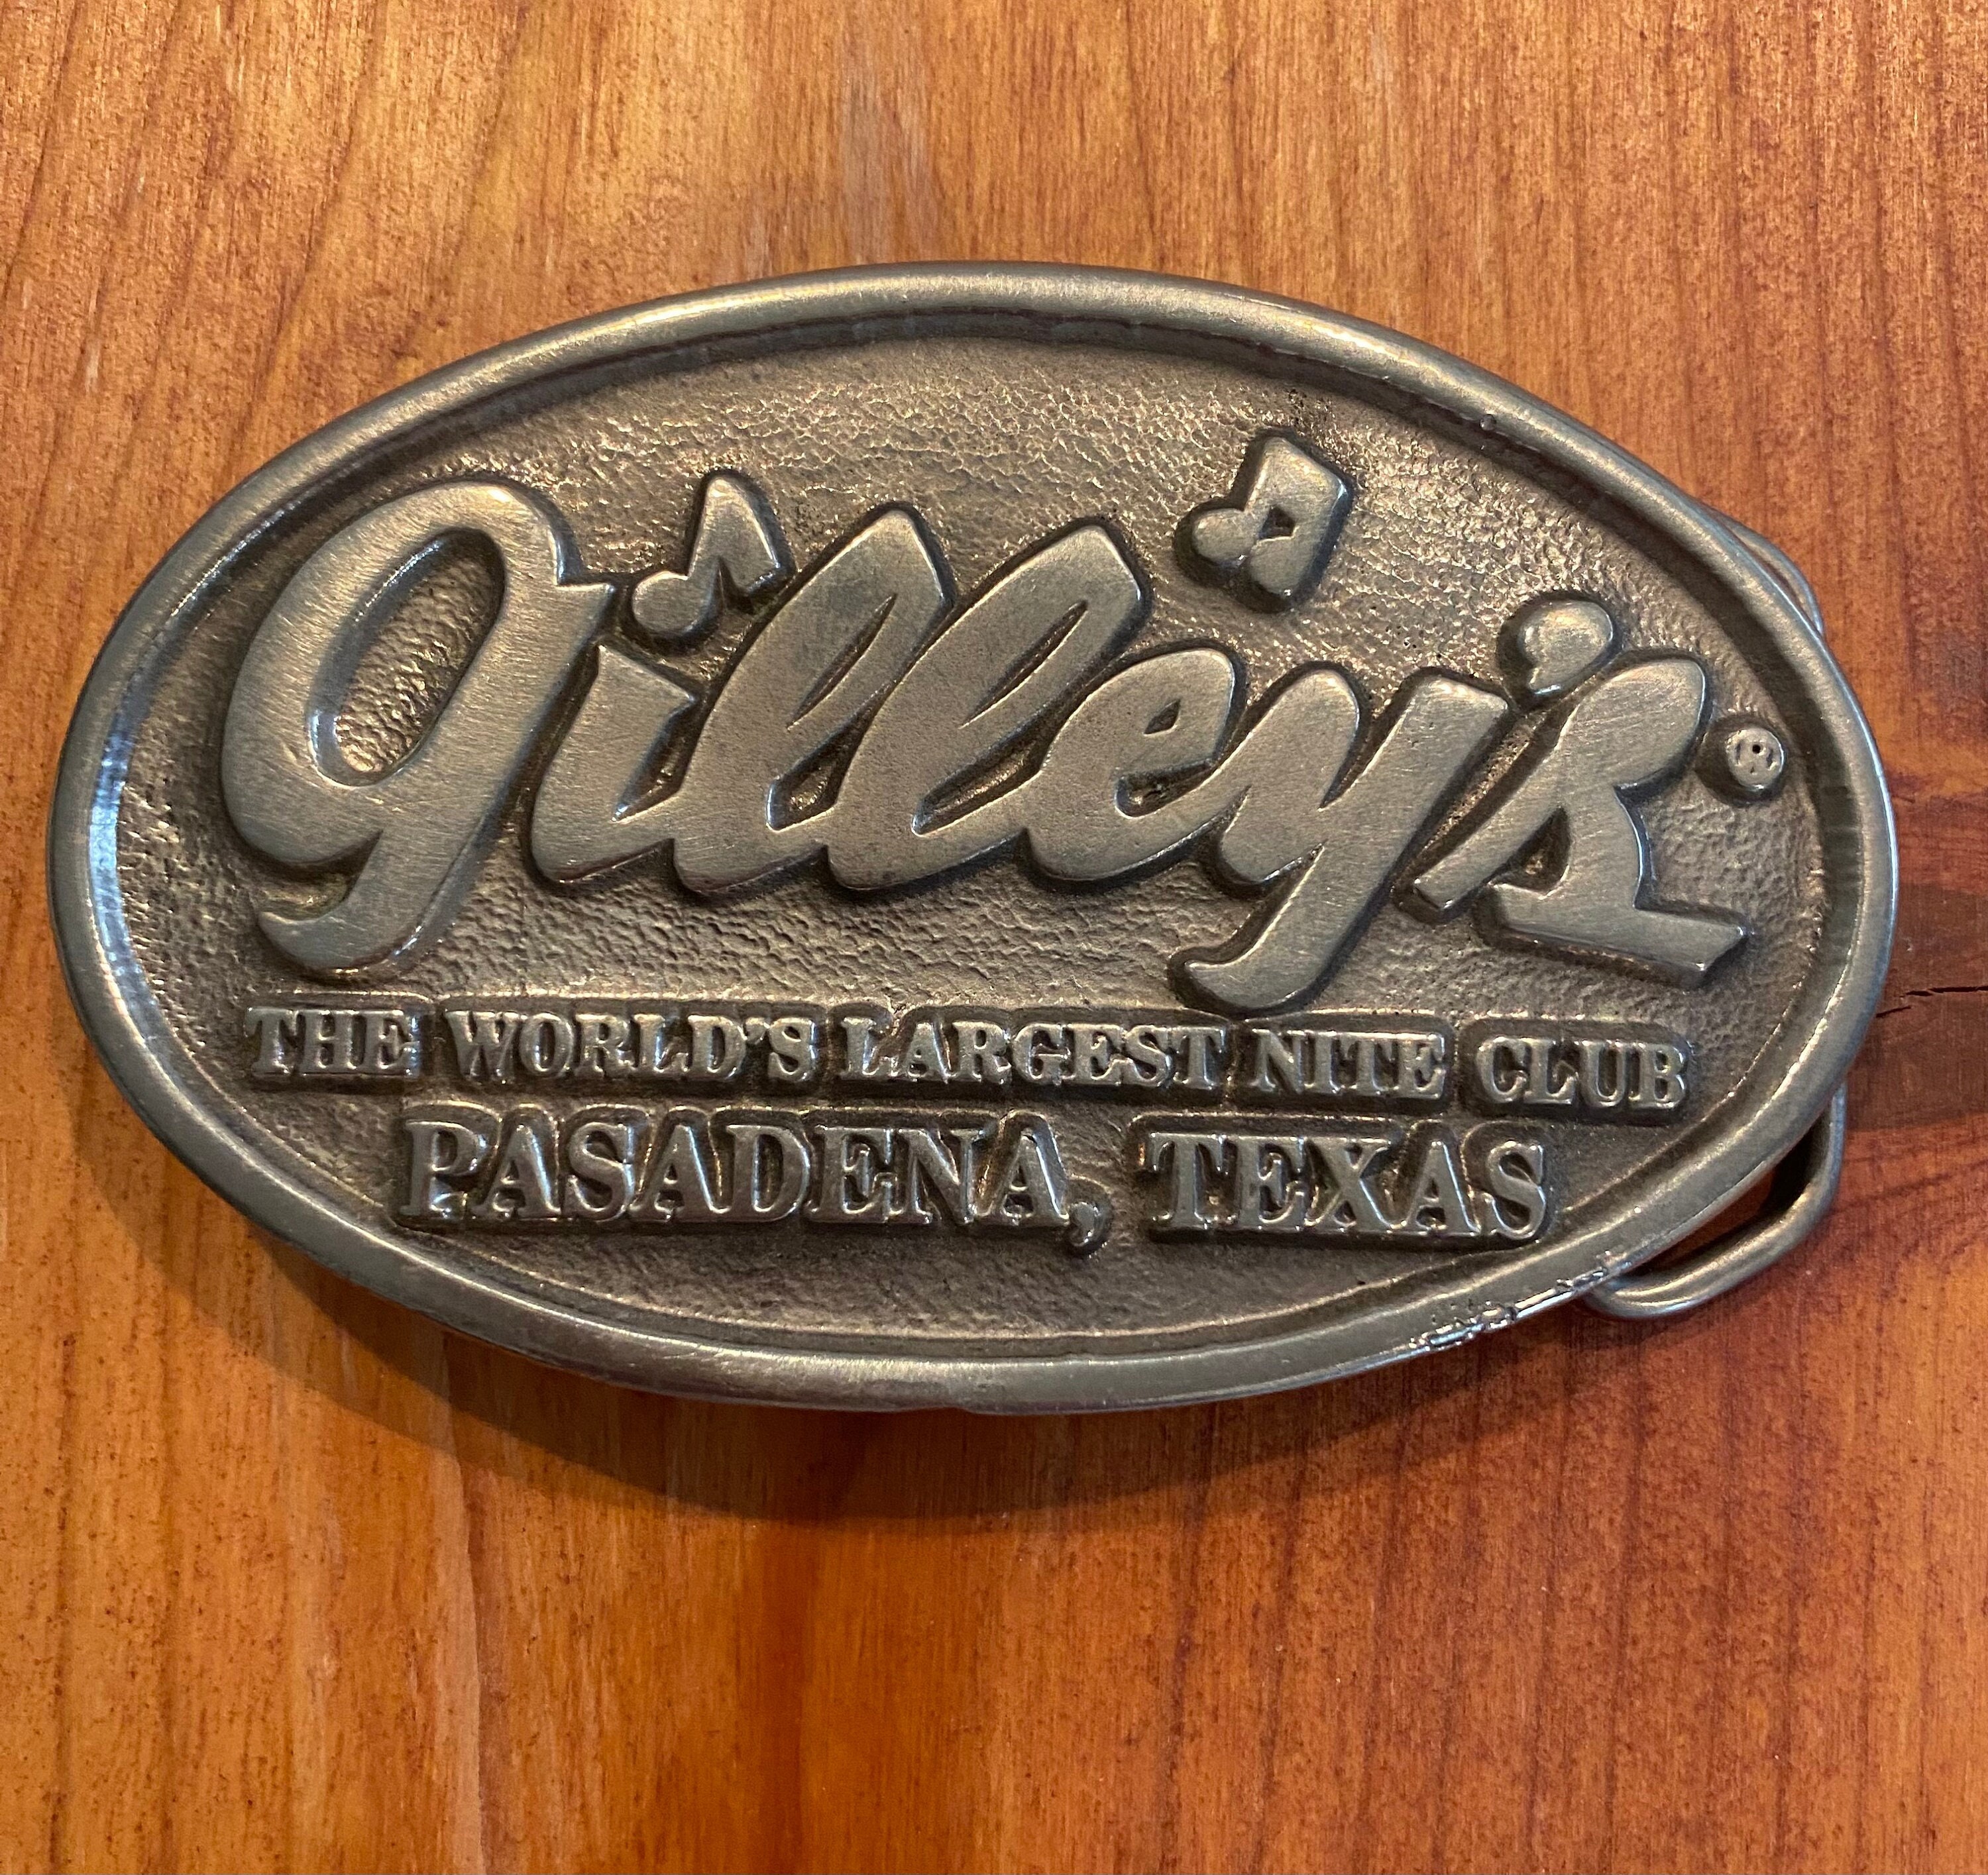 Gilley's®
THE WORLD'S LARGEST NITE CLUB
PASADENA, TEXAS